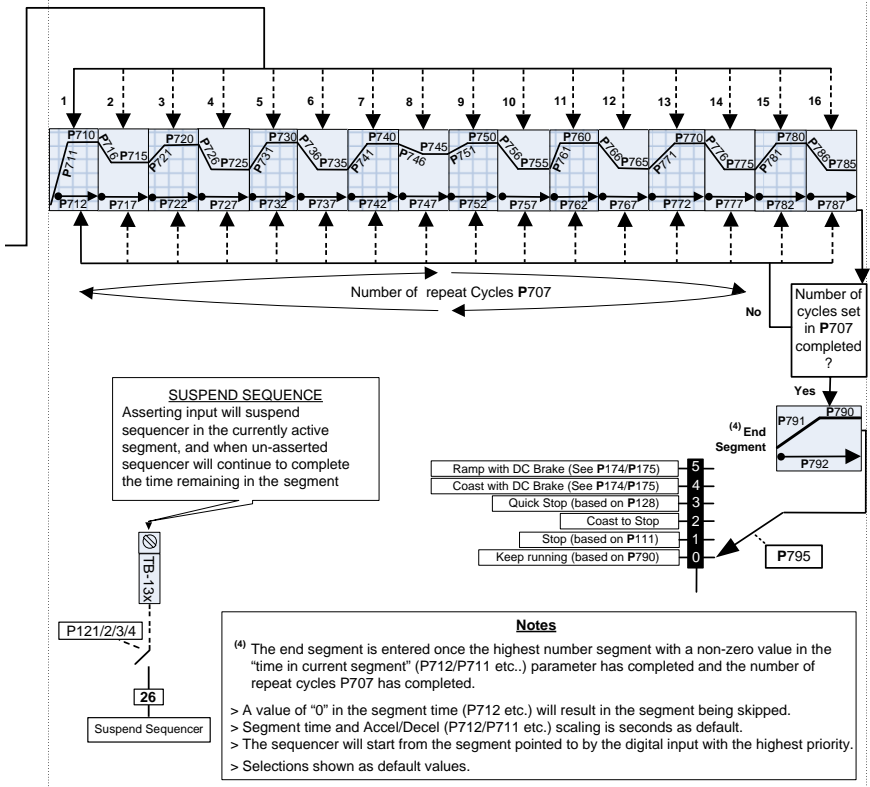 1 2 3 4 5 6 7 8 9 10 11 12 13 14 15 16
P710 P720 P730 P740 P750 P760 P770 P780
P711 P716 P715 P721 P726 P725 P731 P736 P735 P741 P746 P745 P751 P756 P755 P761 P766 P765 P771 P776 P775 P781 P786 P785
P712 P717 P722 P727 P732 P737 P742 P747 P752 P757 P762 P767 P772 P777 P782 P787
Number of repeat Cycles P707
No
Number of
cycles set
in P707
completed
?
Yes
(4) End
Segment
P791
P790
P792
SUSPEND SEQUENCE
Asserting input will suspend
sequencer in the currently active
segment, and when un-asserted
sequencer will continue to complete
the time remaining in the segment
Ramp with DC Brake (See P174/P175) 5
Coast with DC Brake (See P174/P175) 4
Quick Stop (based on P128) 3
Coast to Stop 2
Stop (based on P111) 1
Keep running (based on P790) 0
P795
TB-13x
P121/2/3/4
26
Suspend Sequencer
Notes
(4) The end segment is entered once the highest number segment with a non-zero value in the
“time in current segment” (P712/P711 etc..) parameter has completed and the number of
repeat cycles P707 has completed.
> A value of “0” in the segment time (P712 etc.) will result in the segment being skipped.
> Segment time and Accel/Decel (P712/P711 etc.) scaling is seconds as default.
> The sequencer will start from the segment pointed to by the digital input with the highest priority.
> Selections shown as default values.